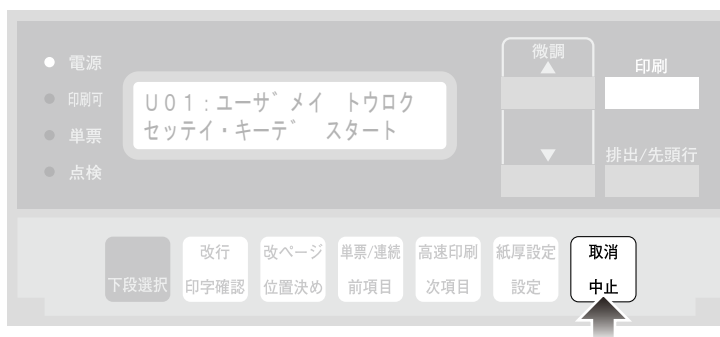 電源
印刷可
単票
点検
U01:ユーザメイ トウロク
セッテイ・キーデ スタート
微調
▲
▼
印刷
排出/先頭行
下段選択
改行
印字確認
改ページ
位置決め
単票/連続
前項目
高速印刷
次項目
紙厚設定
設定
取消
中止